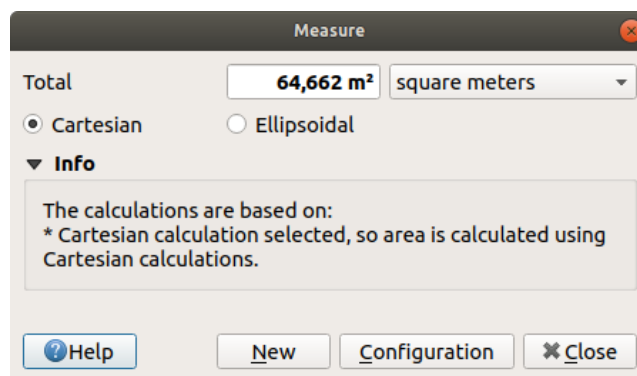 Measure
Total 64,662 m² square meters
Cartesian Ellipsoidal
Info
The calculations are based on:
* Cartesian calculation selected, so area is calculated using
Cartesian calculations.
Help New Configuration Close